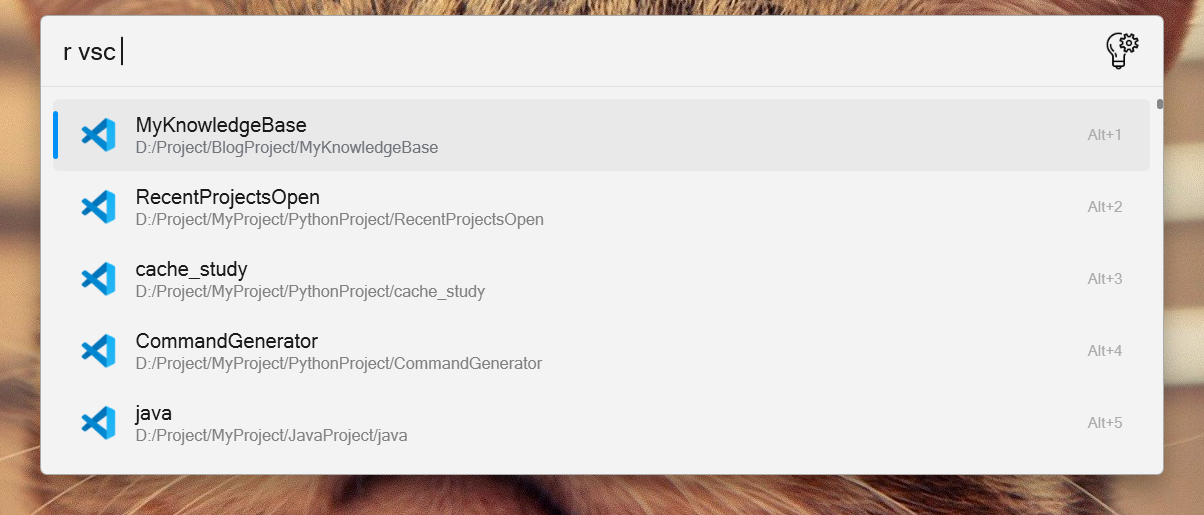 r vsc
MyKnowledgeBase
D:/Project/BlogProject/MyKnowledgeBase
Alt+1
RecentProjectsOpen
D:/Project/MyProject/PythonProject/RecentProjectsOpen
Alt+2
cache_study
D:/Project/MyProject/PythonProject/cache_study
Alt+3
CommandGenerator
D:/Project/MyProject/PythonProject/CommandGenerator
Alt+4
java
D:/Project/MyProject/JavaProject/java
Alt+5